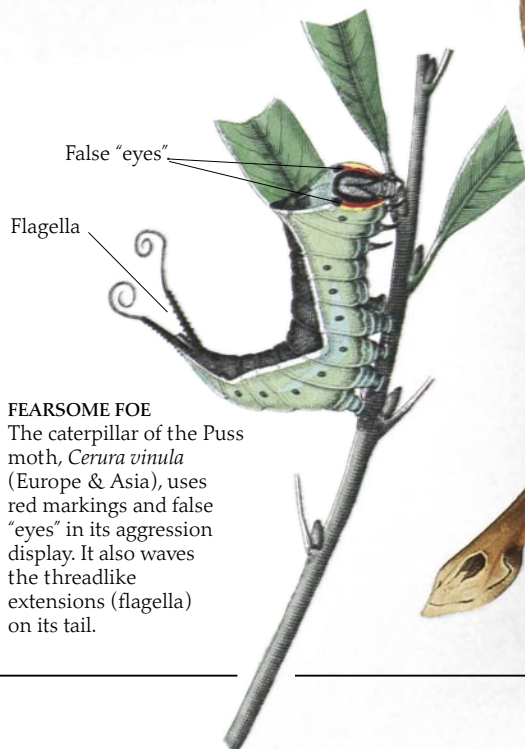 False “eyes”
Flagella
FEARSOME FOE
The caterpillar of the Puss
moth, Cerura vinula
(Europe & Asia), uses
red markings and false
“eyes” in its aggression
display. It also waves
the threadlike
extensions (flagella)
on its tail.